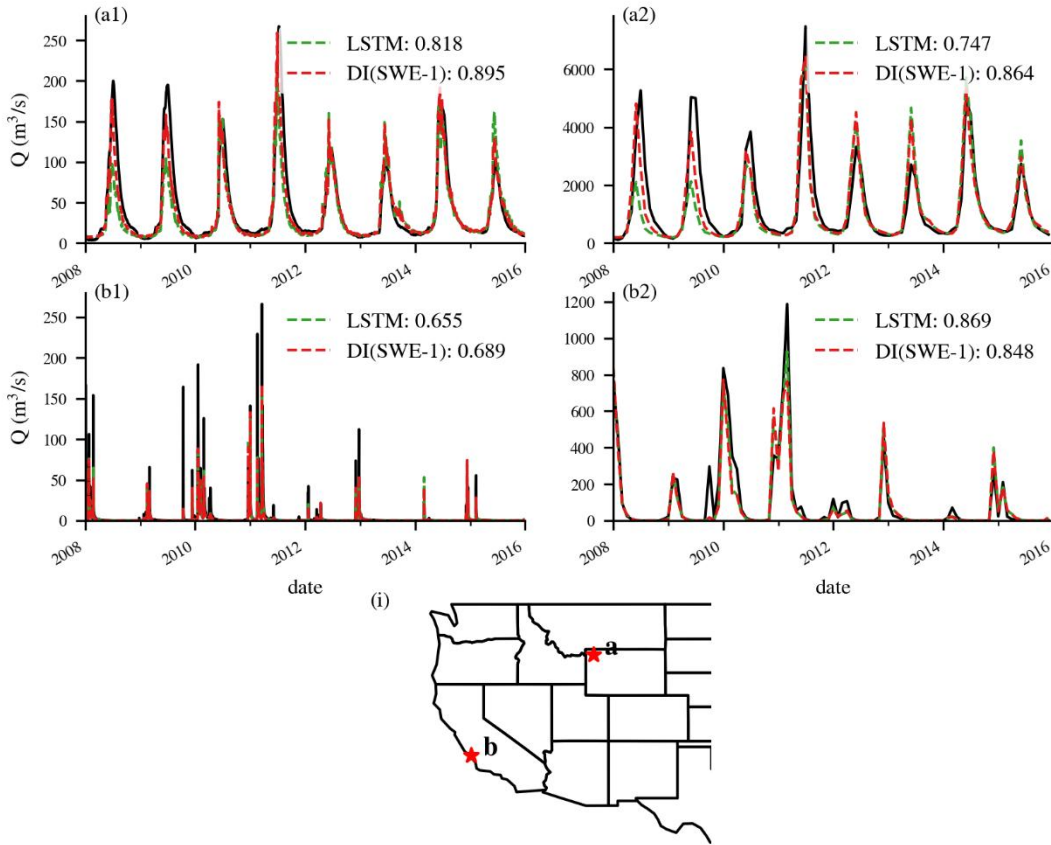 (a1)
LSTM: 0.818
DI(SWE-1): 0.895
Q (m³/s)
250
200
150
100
50
0
2008
2010
2012
2014
2016
(a2)
LSTM: 0.747
DI(SWE-1): 0.864
6000
4000
2000
0
2008
2010
2012
2014
2016
(b1)
LSTM: 0.655
DI(SWE-1): 0.689
Q (m³/s)
250
200
150
100
50
0
2008
2010
2012
2014
2016
date
(b2)
LSTM: 0.869
DI(SWE-1): 0.848
1200
1000
800
600
400
200
0
2008
2010
2012
2014
2016
date
(i)
a
b